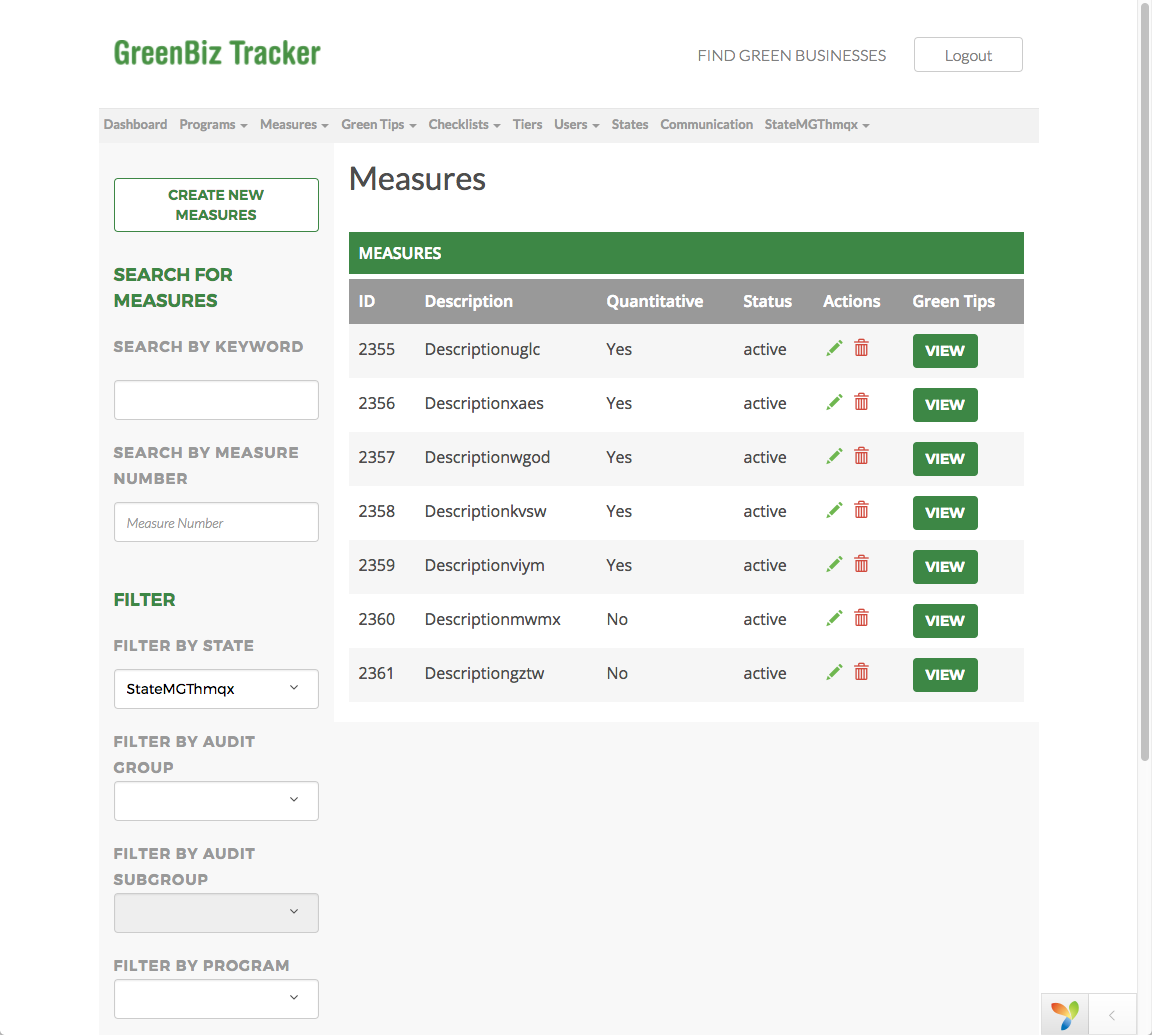 GreenBiz Tracker
FIND GREEN BUSINESSES
Logout
Dashboard Programs Measures Green Tips Checklists Tiers Users States Communication StateMGThmqx
CREATE NEW
MEASURES
SEARCH FOR
MEASURES
SEARCH BY KEYWORD
SEARCH BY MEASURE
NUMBER
Measure Number
FILTER
FILTER BY STATE
StateMGThmqx
FILTER BY AUDIT
GROUP
FILTER BY AUDIT
SUBGROUP
FILTER BY PROGRAM
Measures
MEASURES
ID Description Quantitative Status Actions Green Tips
2355 Descriptionuglc Yes active VIEW
2356 Descriptionxaes Yes active VIEW
2357 Descriptionwgod Yes active VIEW
2358 Descriptionkvsw Yes active VIEW
2359 Descriptionviym Yes active VIEW
2360 Descriptionmwmx No active VIEW
2361 Descriptiongztw No active VIEW